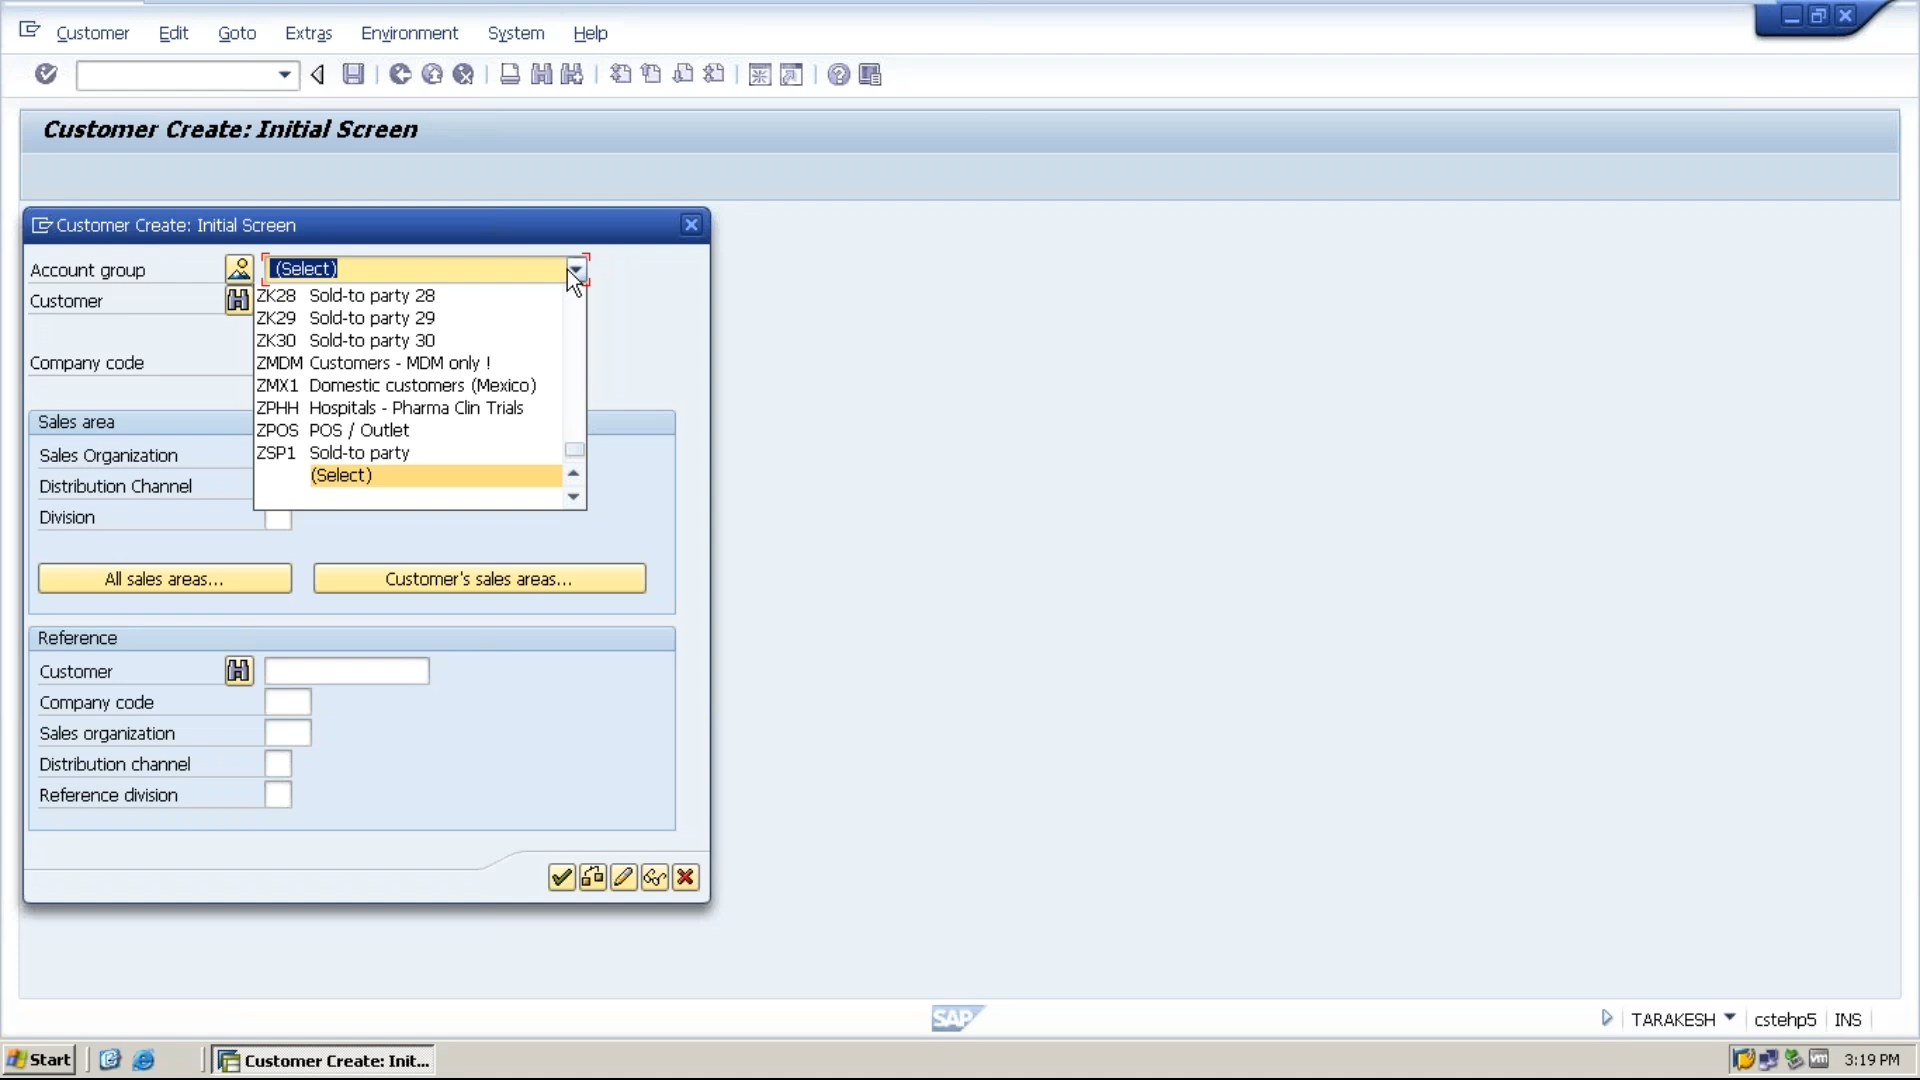 Customer Edit Goto Extras Environment System Help
Customer Create: Initial Screen
Customer Create: Initial Screen
Account group (Select)
Customer
ZK28 Sold-to party 28
ZK29 Sold-to party 29
ZK30 Sold-to party 30
Company code
ZMDM Customers - MDM only !
ZMX1 Domestic customers (Mexico)
ZPHH Hospitals - Pharma Clin Trials
Sales area
ZPOS POS / Outlet
Sales Organization
ZSP1 Sold-to party
(Select)
Distribution Channel
Division
All sales areas... Customer's sales areas...
Reference
Customer
Company code
Sales organization
Distribution channel
Reference division
SAP
TARAKESH cstehp5 INS
Start Customer Create: Init... 3:19 PM